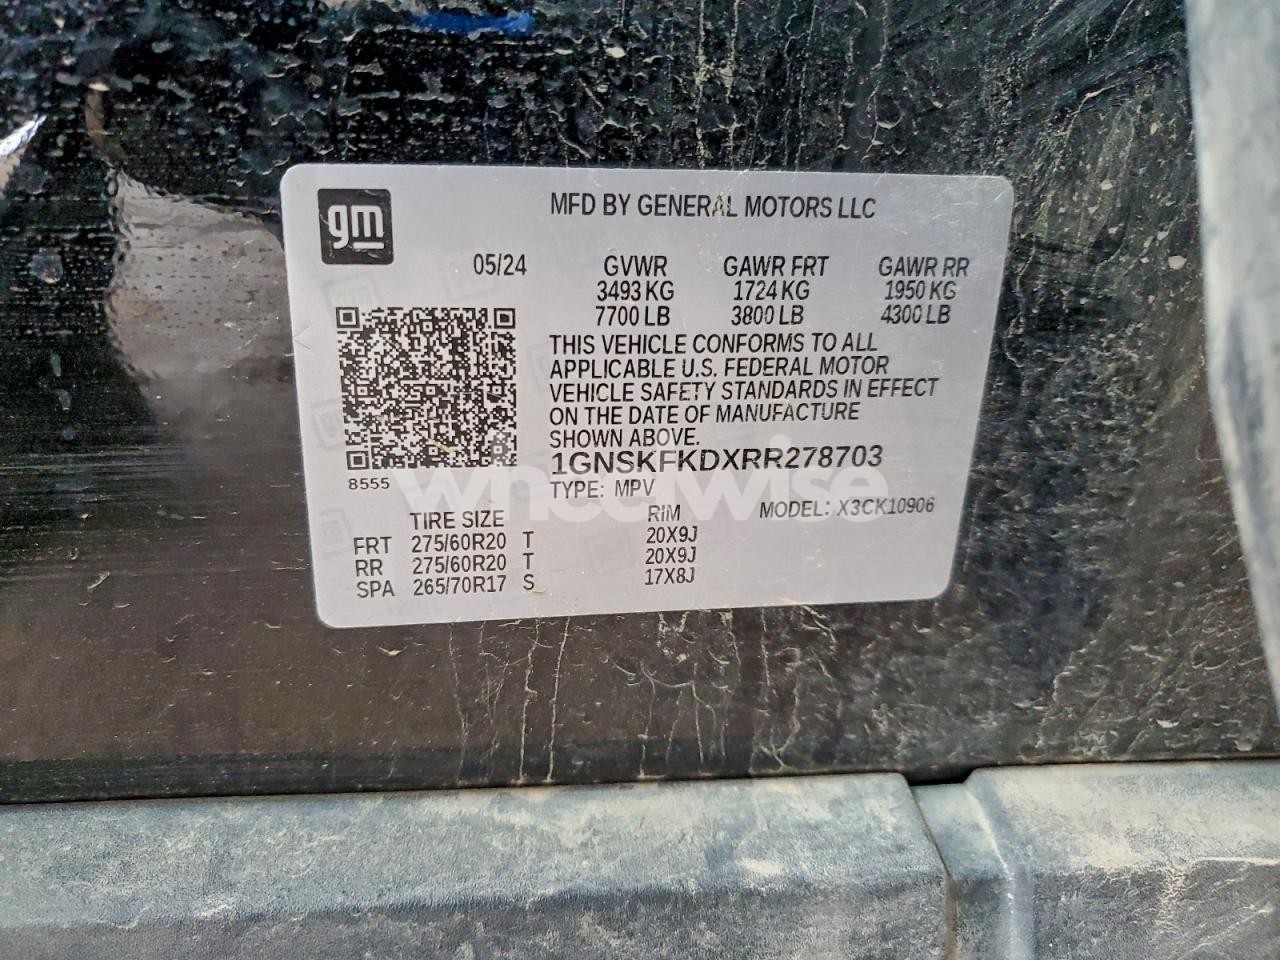 gm
MFD BY GENERAL MOTORS LLC
05/24
GVWR GAWR FRT GAWR RR
3493 KG 1724 KG 1950 KG
7700 LB 3800 LB 4300 LB
THIS VEHICLE CONFORMS TO ALL
APPLICABLE U.S. FEDERAL MOTOR
VEHICLE SAFETY STANDARDS IN EFFECT
ON THE DATE OF MANUFACTURE
SHOWN ABOVE.
1GNSKFKDXRR278703
8555
TYPE: MPV
MODEL: X3CK10906
wheelwise
TIRE SIZE RIM
FRT 275/60R20 T 20X9J
RR 275/60R20 T 20X9J
SPA 265/70R17 S 17X8J